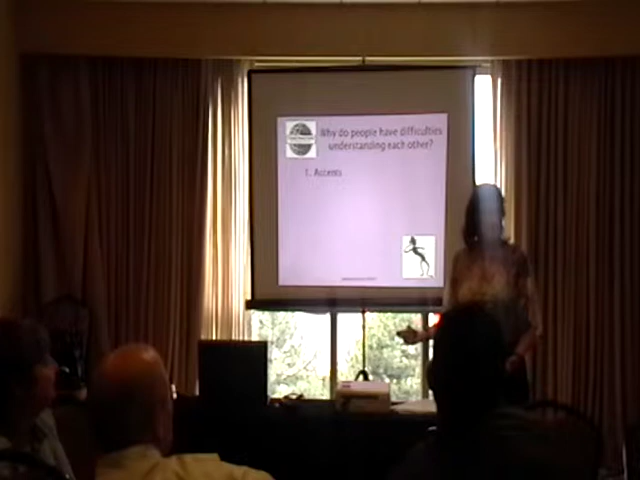 Why do people have difficulties
understanding each other?
1. Accents